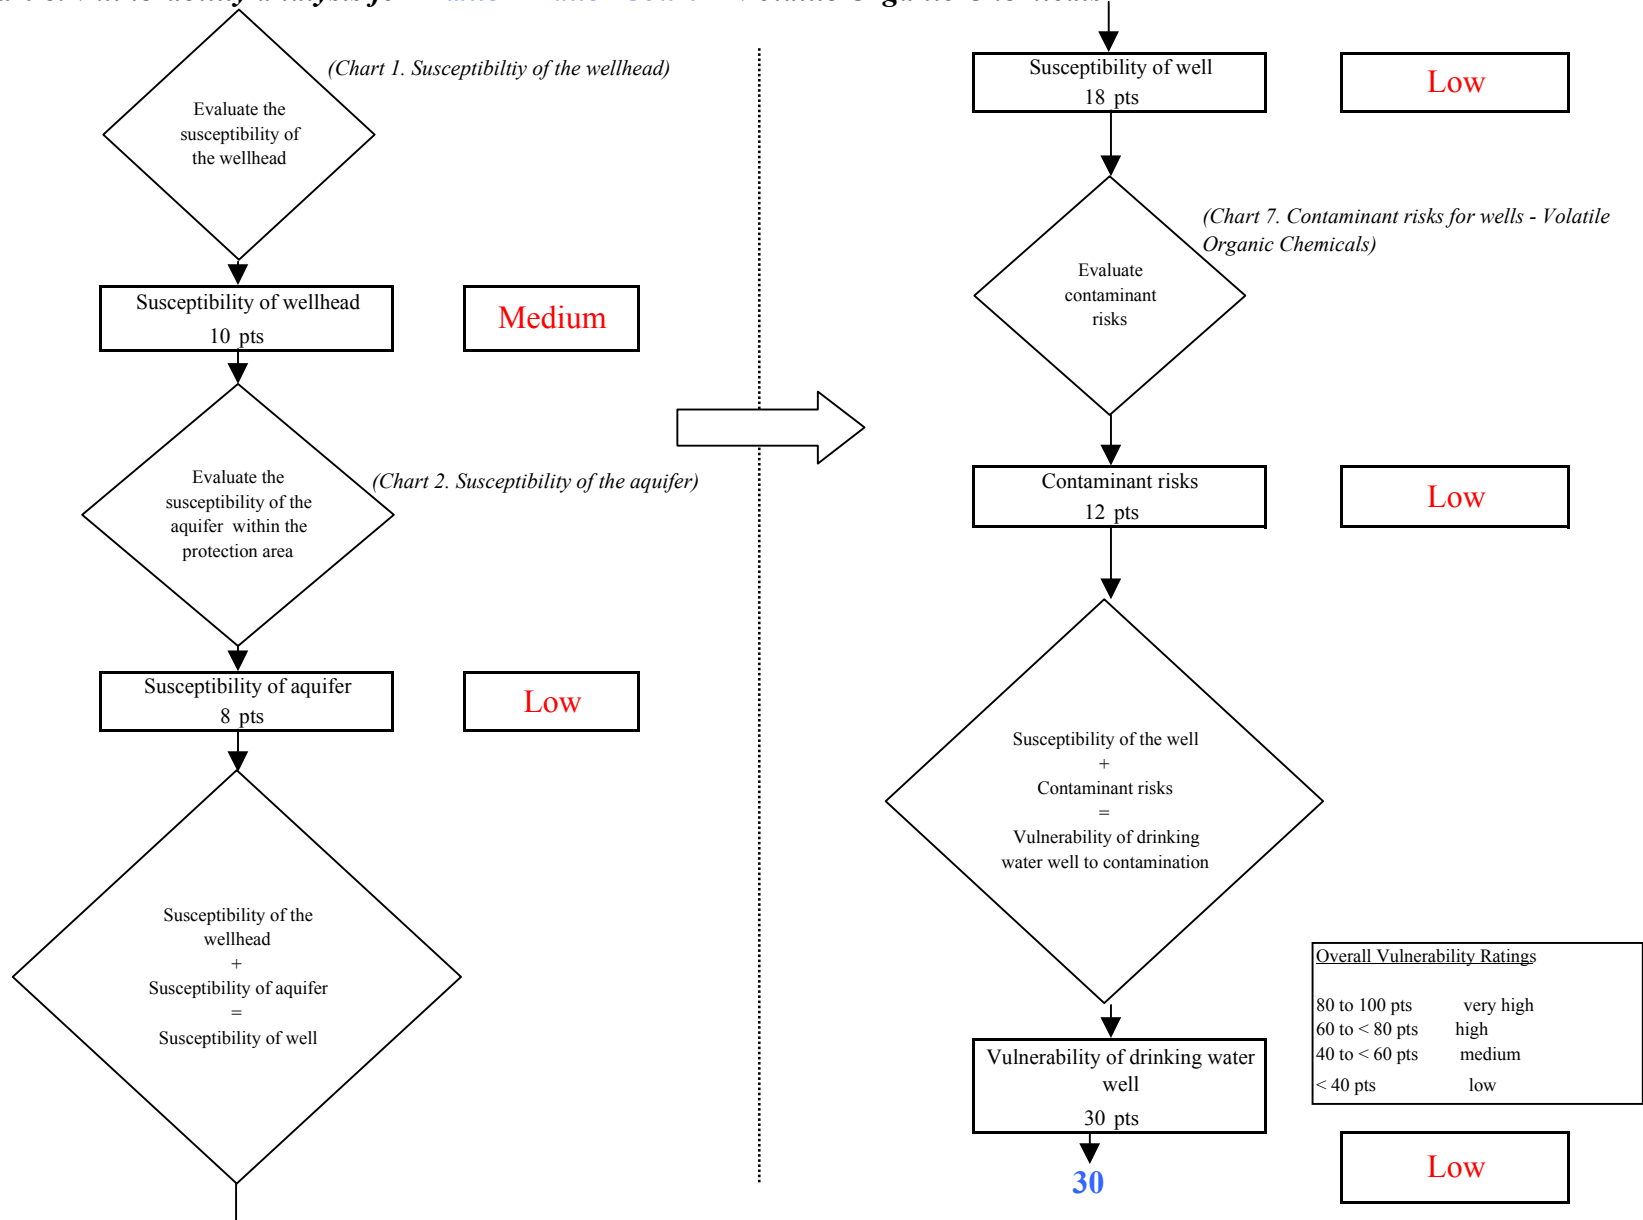 (Chart 1. Susceptibiltiy of the wellhead)
Evaluate the
susceptibility of
the wellhead
Susceptibility of wellhead
10 pts
Medium
Evaluate the
susceptibility of the
aquifer within the
protection area
(Chart 2. Susceptibility of the aquifer)
Susceptibility of aquifer
8 pts
Low
Susceptibility of the
wellhead
+
Susceptibility of aquifer
=
Susceptibility of well
Susceptibility of well
18 pts
Low
(Chart 7. Contaminant risks for wells - Volatile
Organic Chemicals)
Evaluate
contaminant
risks
Contaminant risks
12 pts
Low
Susceptibility of the well
+
Contaminant risks
=
Vulnerability of drinking
water well to contamination
Overall Vulnerability Ratings
80 to 100 pts very high
60 to < 80 pts high
40 to < 60 pts medium
< 40 pts low
Vulnerability of drinking water
well
30 pts
30
Low